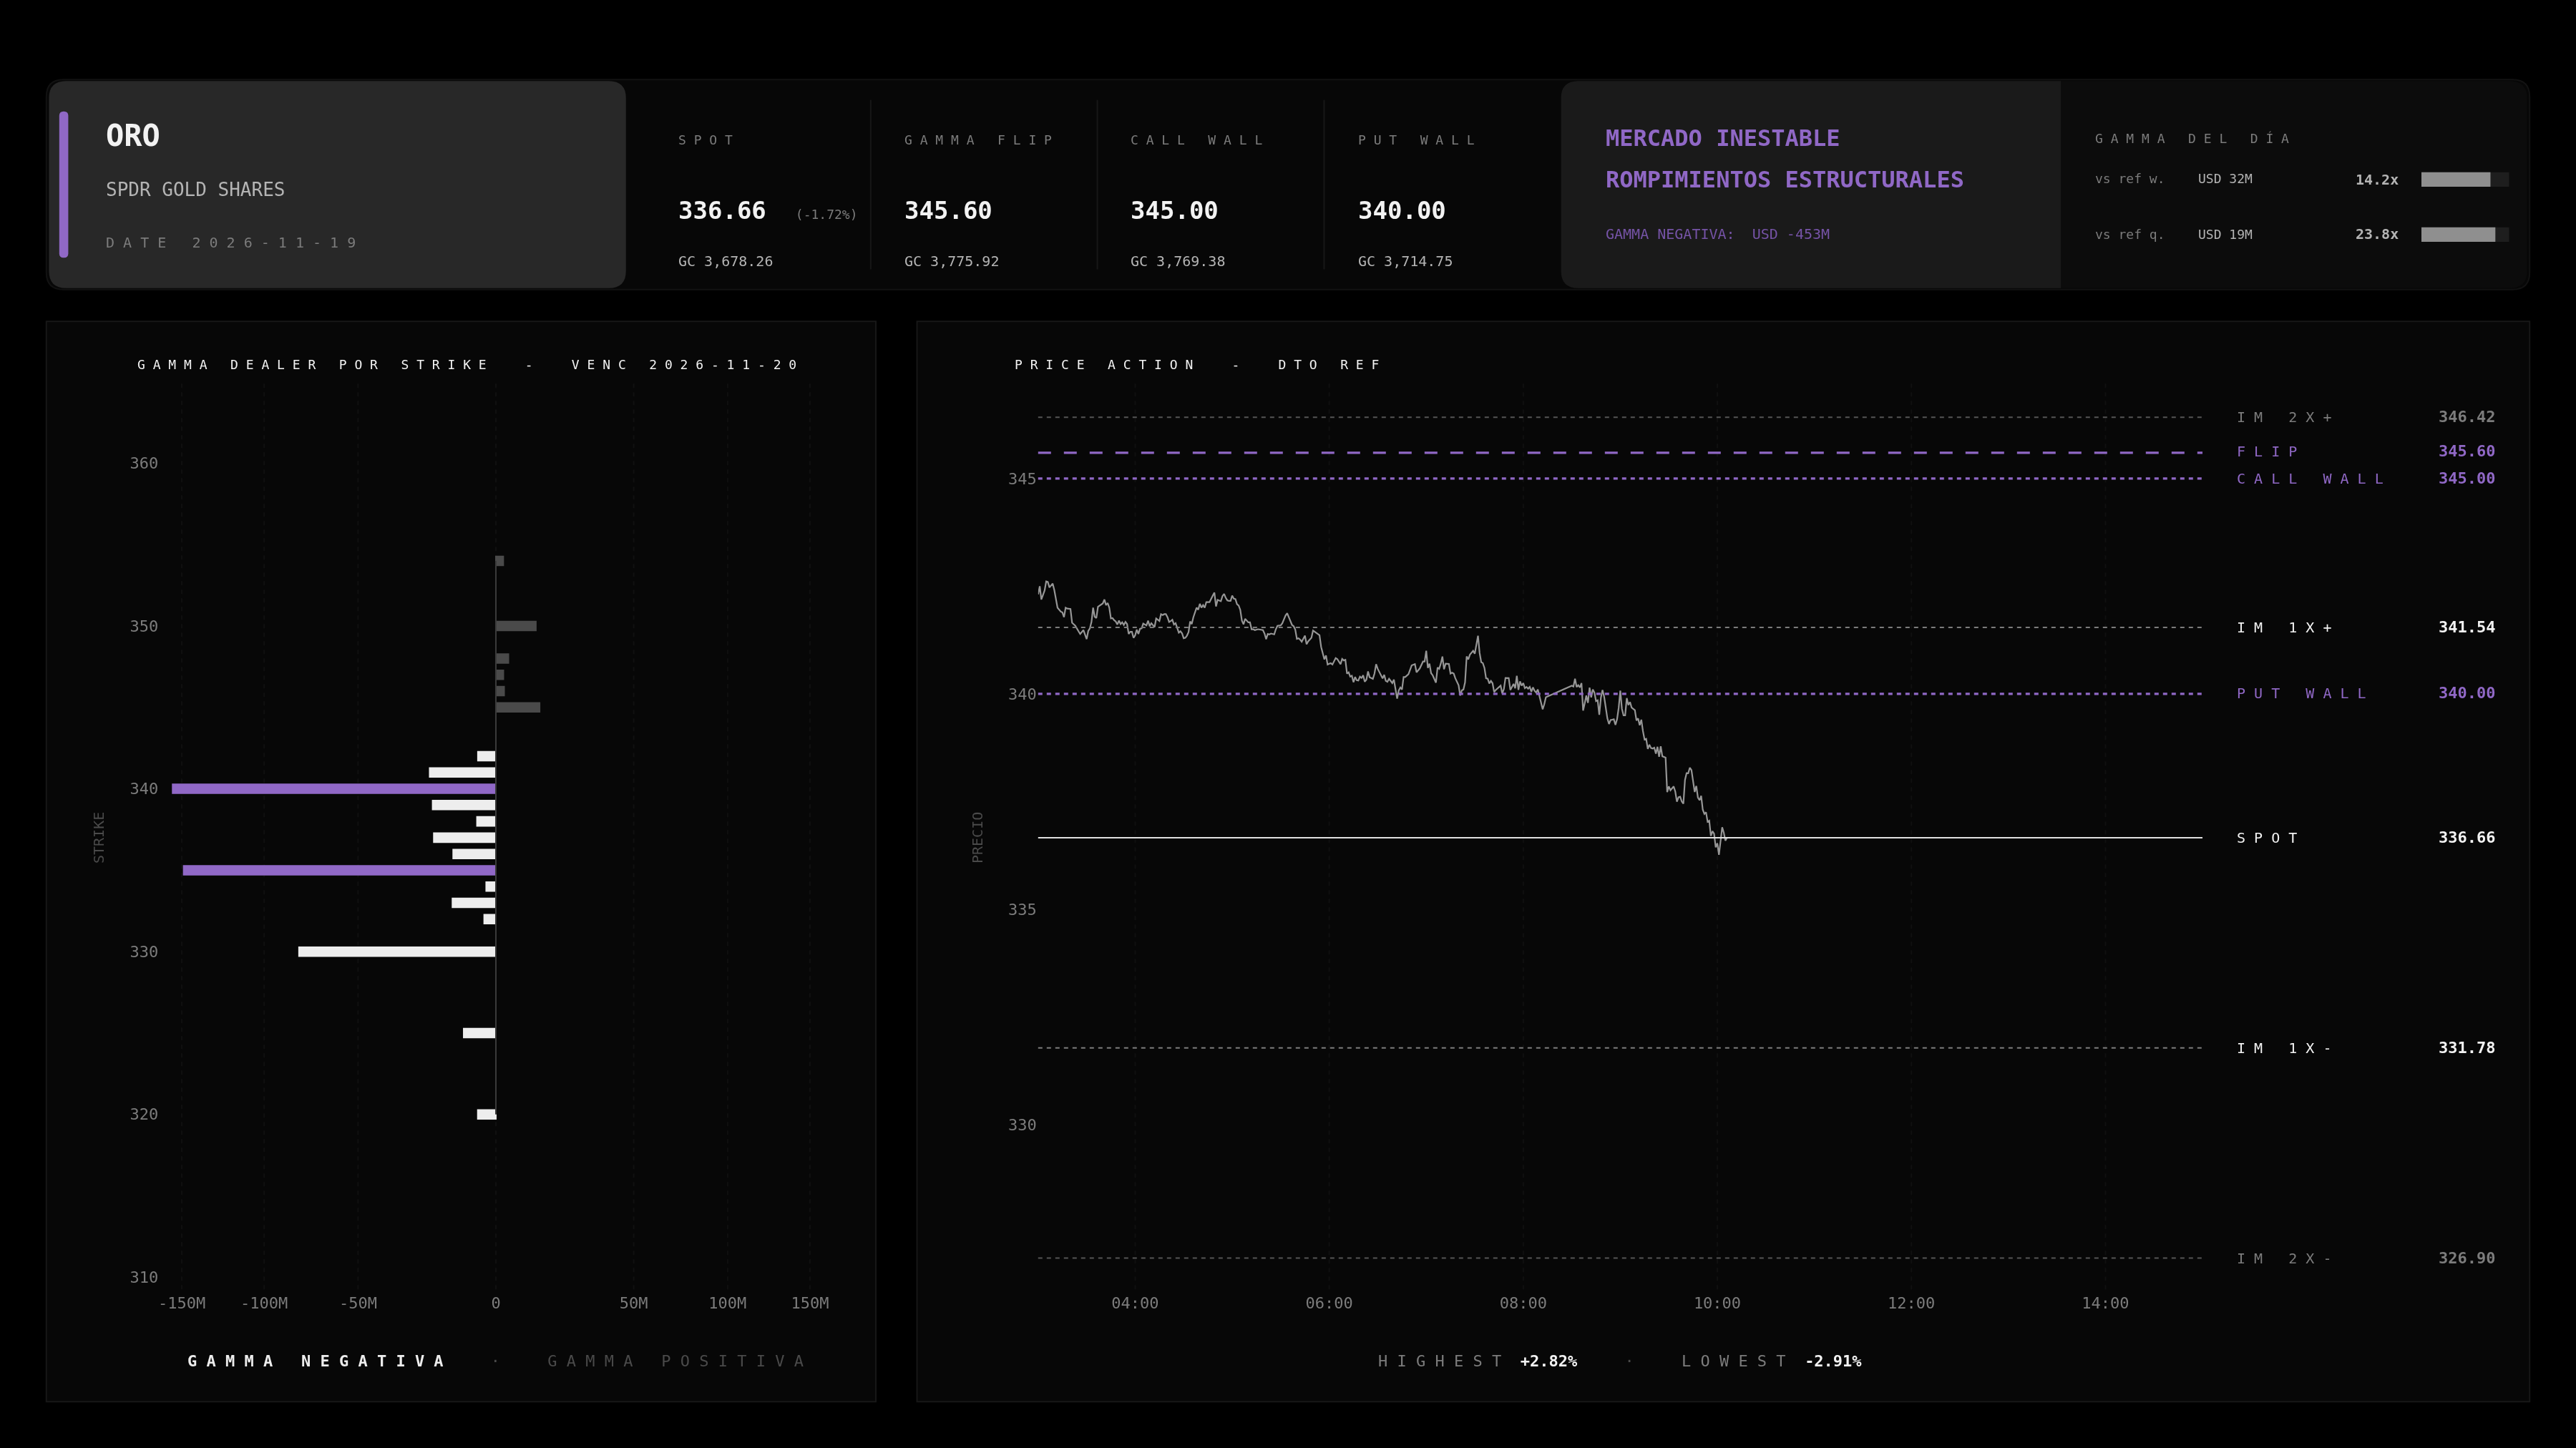 ORO
SPDR GOLD SHARES
DATE 2026-11-19
SPOT
336.66 (-1.72%)
GC 3,678.26
GAMMA FLIP
345.60
GC 3,775.92
CALL WALL
345.00
GC 3,769.38
PUT WALL
340.00
GC 3,714.75
MERCADO INESTABLE
ROMPIMIENTOS ESTRUCTURALES
GAMMA NEGATIVA: USD -453M
GAMMA DEL DÍA
vs ref w. USD 32M 14.2x
vs ref q. USD 19M 23.8x
GAMMA DEALER POR STRIKE - VENC 2026-11-20
STRIKE
360
350
340
330
320
310
-150M -100M -50M 0 50M 100M 150M
GAMMA NEGATIVA · GAMMA POSITIVA
PRICE ACTION - DTO REF
PRECIO
345
340
335
330
IM 2X+ 346.42
FLIP 345.60
CALL WALL 345.00
IM 1X+ 341.54
PUT WALL 340.00
SPOT 336.66
IM 1X- 331.78
IM 2X- 326.90
04:00 06:00 08:00 10:00 12:00 14:00
HIGHEST +2.82% · LOWEST -2.91%